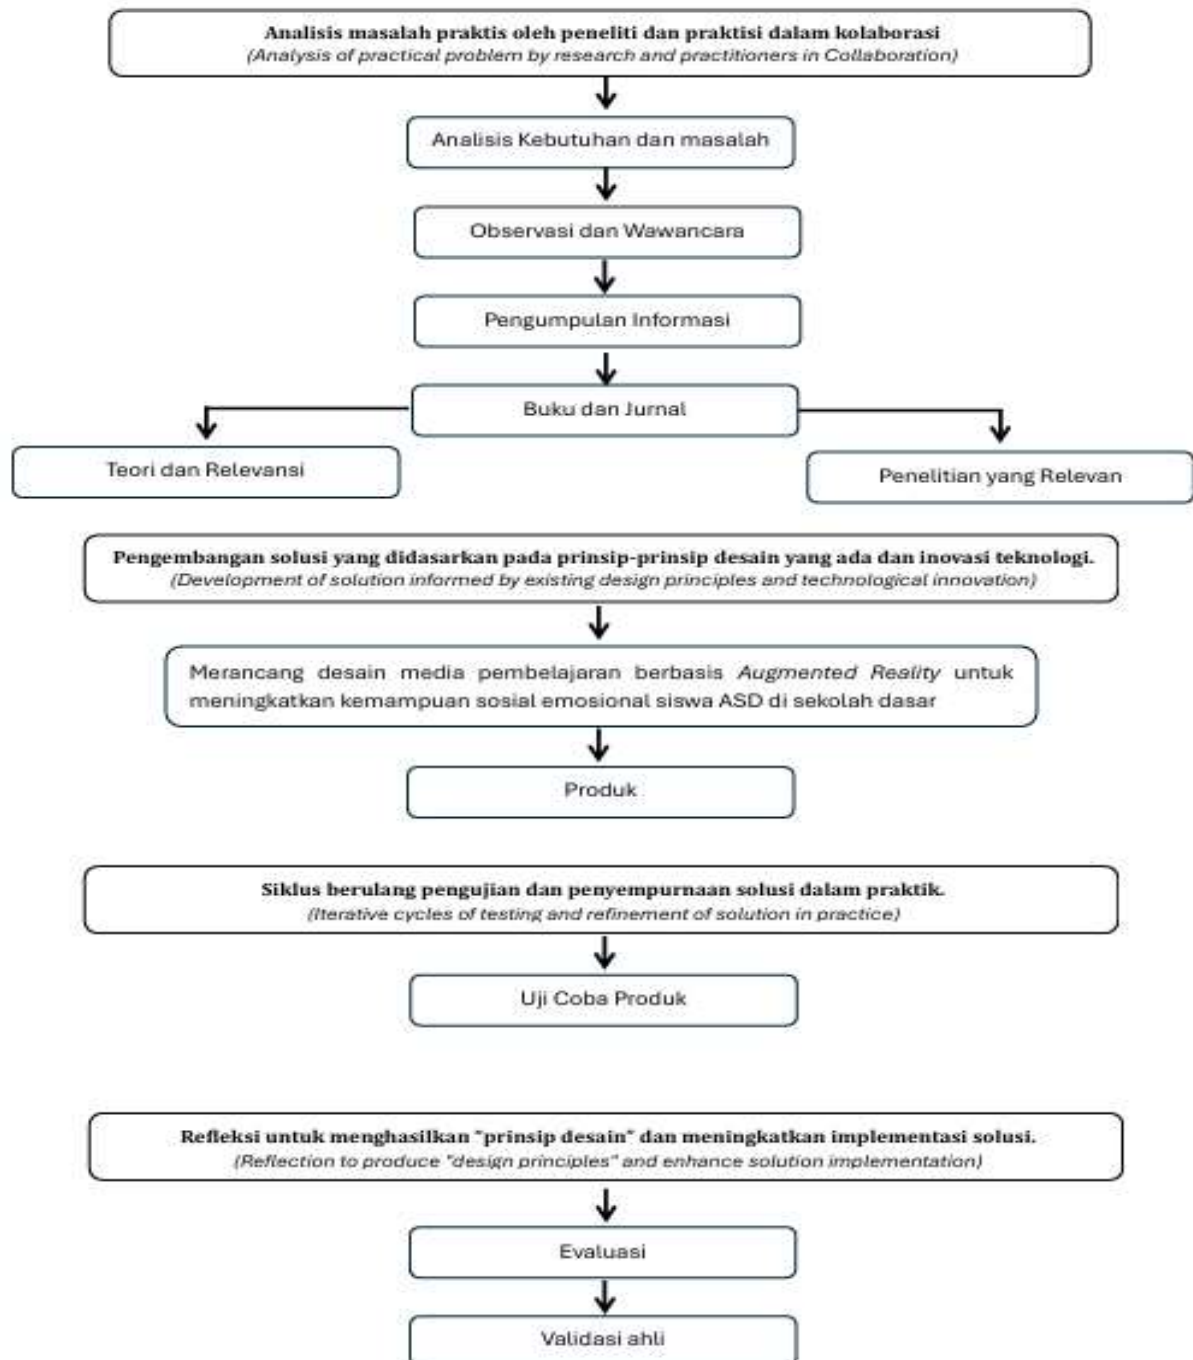 Analisis masalah praktis oleh peneliti dan praktisi dalam kolaborasi
(Analysis of practical problem by research and practitioners in Collaboration)
Analisis Kebutuhan dan masalah
Observasi dan Wawancara
Pengumpulan Informasi
Buku dan Jurnal
Teori dan Relevansi
Penelitian yang Relevan
Pengembangan solusi yang didasarkan pada prinsip-prinsip desain yang ada dan inovasi teknologi.
(Development of solution informed by existing design principles and technological innovation)
Merancang desain media pembelajaran berbasis Augmented Reality untuk
meningkatkan kemampuan sosial emosional siswa ASD di sekolah dasar
Produk
Siklus berulang pengujian dan penyempurnaan solusi dalam praktik.
(Iterative cycles of testing and refinement of solution in practice)
Uji Coba Produk
Refleksi untuk menghasilkan "prinsip desain" dan meningkatkan implementasi solusi.
(Reflection to produce "design principles" and enhance solution implementation)
Evaluasi
Validasi ahli